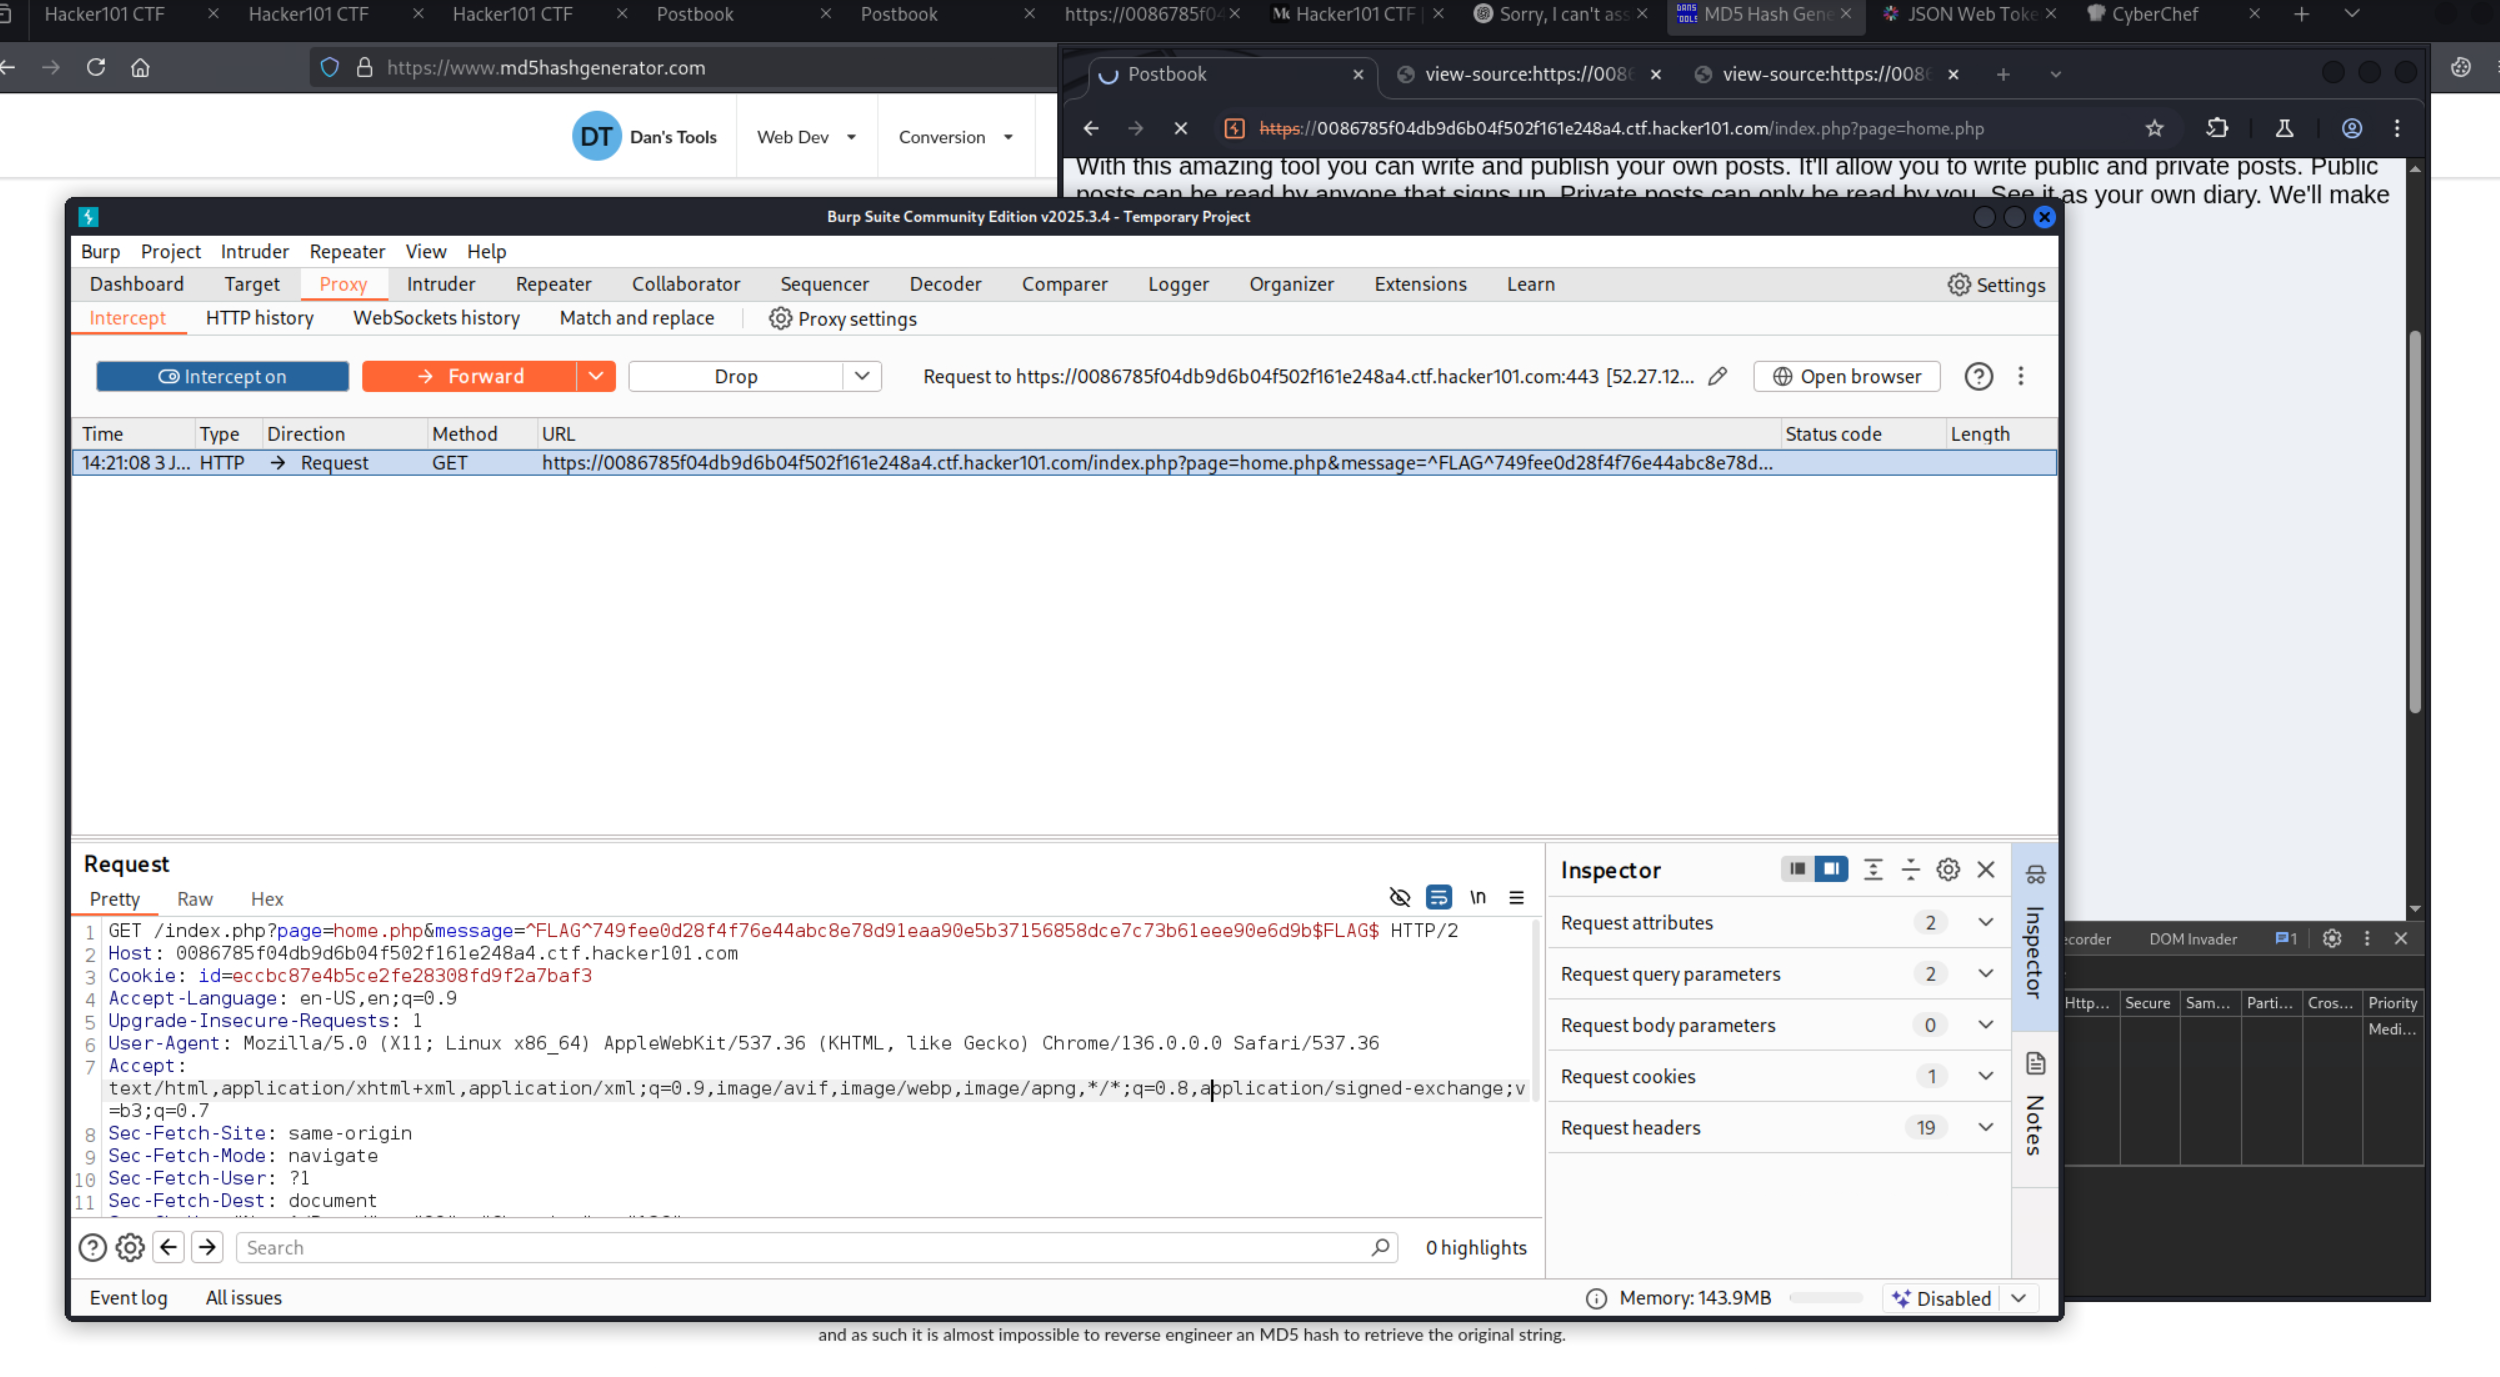 Hacker101 CTF
Hacker101 CTF
Hacker101 CTF
Postbook
Postbook
https://0086785f04
Hacker101 CTF |
Sorry, I can't ass
MD5 Hash Gene
JSON Web Toke
CyberChef
https://www.md5hashgenerator.com
DT Dan's Tools
Web Dev
Conversion
Postbook
view-source:https://0086
view-source:https://0086
https://0086785f04db9d6b04f502f161e248a4.ctf.hacker101.com/index.php?page=home.php
With this amazing tool you can write and publish your own posts. It'll allow you to write public and private posts. Public
posts can be read by anyone that signs up. Private posts can only be read by you. See it as your own diary. We'll make
Burp Suite Community Edition v2025.3.4 - Temporary Project
Burp Project Intruder Repeater View Help
Dashboard Target Proxy Intruder Repeater Collaborator Sequencer Decoder Comparer Logger Organizer Extensions Learn Settings
Intercept HTTP history WebSockets history Match and replace Proxy settings
Intercept on Forward Drop Request to https://0086785f04db9d6b04f502f161e248a4.ctf.hacker101.com:443 [52.27.12... Open browser
Time Type Direction Method URL Status code Length
14:21:08 3 J... HTTP → Request GET https://0086785f04db9d6b04f502f161e248a4.ctf.hacker101.com/index.php?page=home.php&message=^FLAG^749fee0d28f4f76e44abc8e78d...
Request
Pretty Raw Hex
\n
1 GET /index.php?page=home.php&message=^FLAG^749fee0d28f4f76e44abc8e78d91eaa90e5b37156858dce7c73b61eee90e6d9b$FLAG$ HTTP/2
2 Host: 0086785f04db9d6b04f502f161e248a4.ctf.hacker101.com
3 Cookie: id=eccbc87e4b5ce2fe28308fd9f2a7baf3
4 Accept-Language: en-US,en;q=0.9
5 Upgrade-Insecure-Requests: 1
6 User-Agent: Mozilla/5.0 (X11; Linux x86_64) AppleWebKit/537.36 (KHTML, like Gecko) Chrome/136.0.0.0 Safari/537.36
7 Accept:
text/html,application/xhtml+xml,application/xml;q=0.9,image/avif,image/webp,image/apng,*/*;q=0.8,application/signed-exchange;v
=b3;q=0.7
8 Sec-Fetch-Site: same-origin
9 Sec-Fetch-Mode: navigate
10 Sec-Fetch-User: ?1
11 Sec-Fetch-Dest: document
Search
0 highlights
Inspector
Request attributes 2
Request query parameters 2
Request body parameters 0
Request cookies 1
Request headers 19
Inspector
Notes
ecorder DOM Invader 1
Http... Secure Sam... Parti... Cros... Priority
Medi...
Event log All issues
Memory: 143.9MB
Disabled
and as such it is almost impossible to reverse engineer an MD5 hash to retrieve the original string.